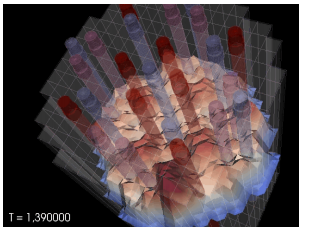 T = 1,390000